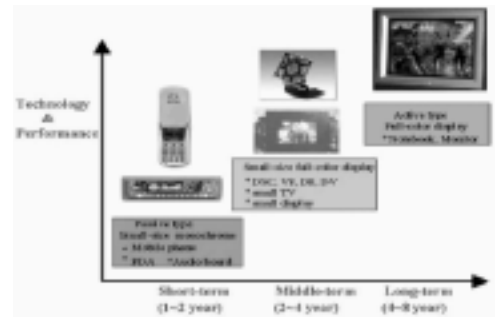 Technology
&
Performance
Passive type
Small-size monochrome
- Mobile phone
* PDA *Audio board
Small-size full-color display
* DSC, VF, DV
* small TV
* small display
Active type
Full-color display
*Notebook, Monitor
Short-term
(1~2 year)
Middle-term
(2~4 year)
Long-term
(4~8 year)